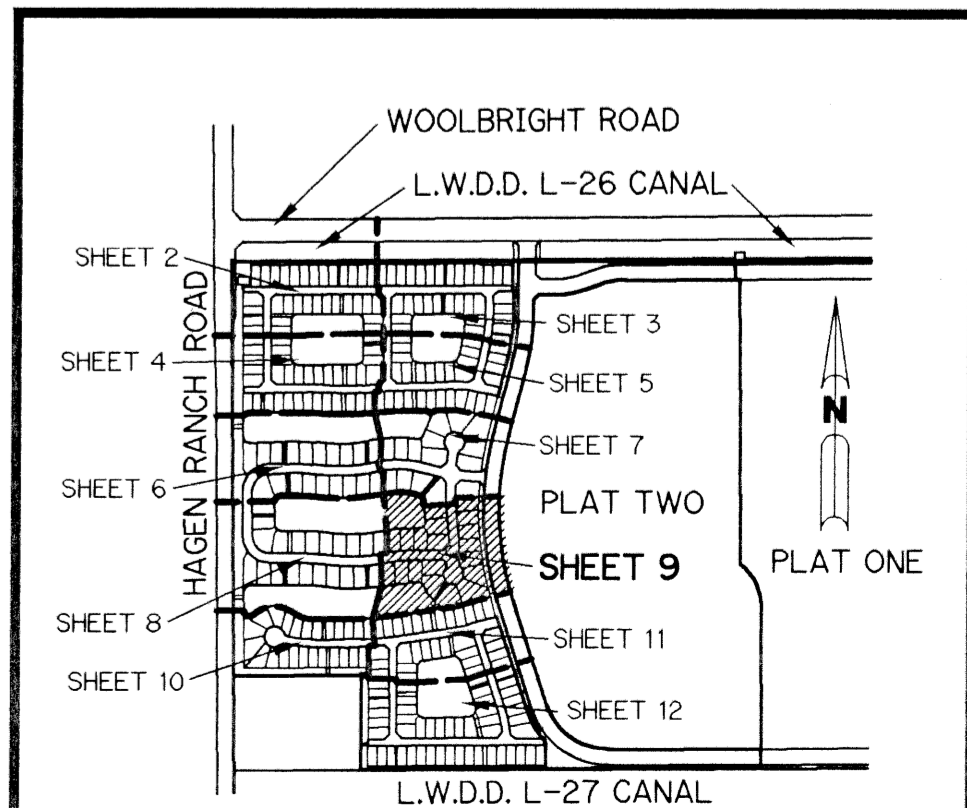 WOOLBRIGHT ROAD
L.W.D.D. L-26 CANAL
SHEET 2
SHEET 3
SHEET 4
SHEET 5
HAGEN RANCH ROAD
SHEET 7
SHEET 6
N
PLAT TWO
PLAT ONE
SHEET 9
SHEET 8
SHEET 11
SHEET 10
SHEET 12
L.W.D.D. L-27 CANAL